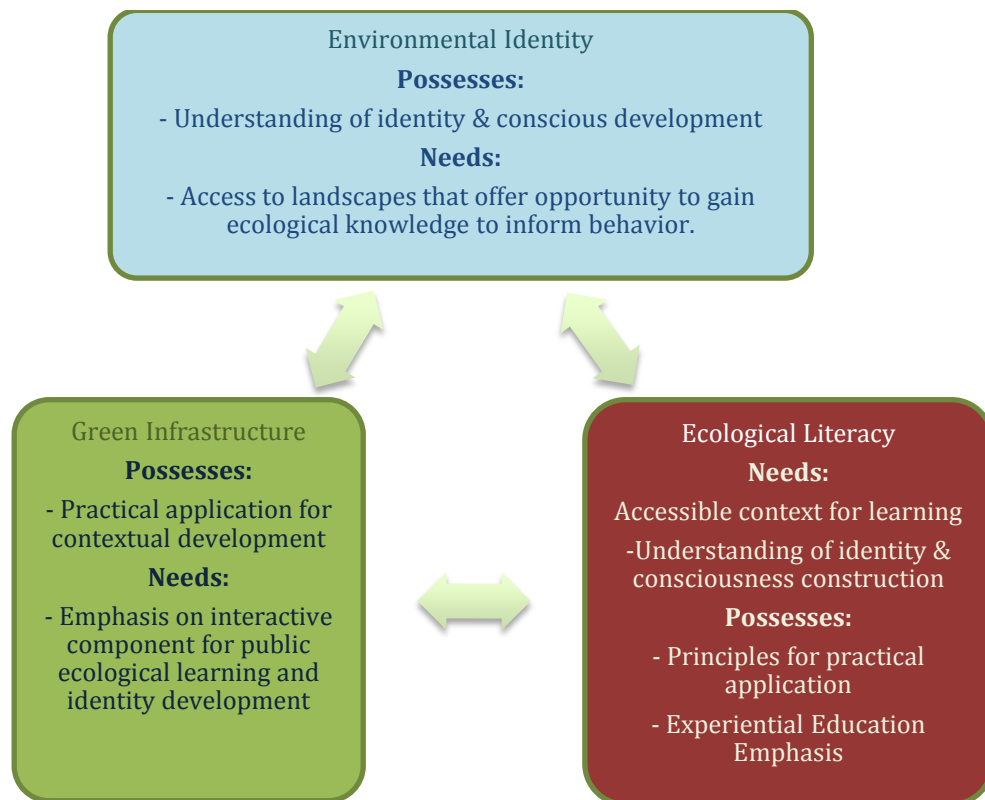 Environmental Identity
Possesses:
- Understanding of identity & conscious development
Needs:
- Access to landscapes that offer opportunity to gain
ecological knowledge to inform behavior.
Green Infrastructure
Possesses:
- Practical application for
contextual development
Needs:
- Emphasis on interactive
component for public
ecological learning and
identity development
Ecological Literacy
Needs:
Accessible context for learning
-Understanding of identity &
consciousness construction
Possesses:
- Principles for practical
application
- Experiential Education
Emphasis